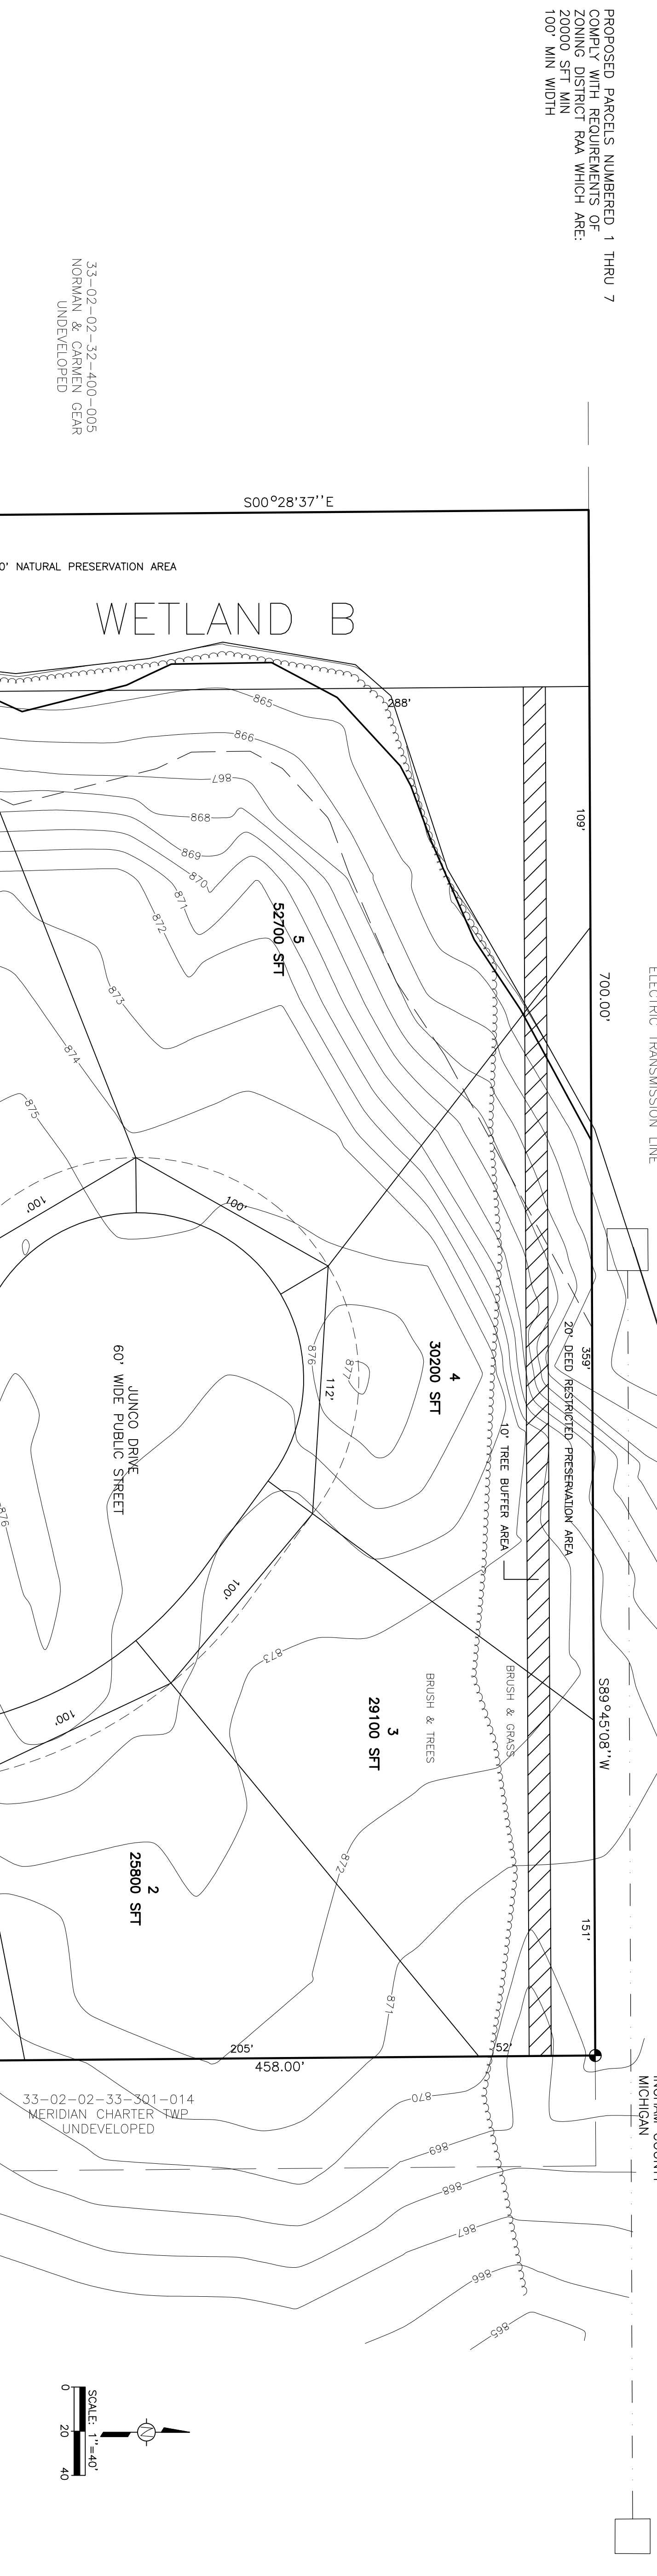 PROPOSED PARCELS NUMBERED 1 THRU 7
COMPLY WITH REQUIREMENTS OF
ZONING DISTRICT RAA WHICH ARE:
20000 SFT MIN
100' MIN WIDTH
33-02-02-32-400-005
NORMAN & CARMEN GEAR
UNDEVELOPED
S00°28'37''E
0' NATURAL PRESERVATION AREA
WETLAND B
288'
865
866
867
868
869
870
871
872
873
874
875
109'
5
52700 SFT
700.00'
ELECTRIC TRANSMISSION LINE
100'
100'
4
30200 SFT
876
877
112'
359'
20' DEED RESTRICTED PRESERVATION AREA
10' TREE BUFFER AREA
JUNCO DRIVE
60' WIDE PUBLIC STREET
876
100'
873
BRUSH & TREES
BRUSH & GRASS
S89°45'08''W
3
29100 SFT
100'
2
25800 SFT
872
151'
871
205'
52'
458.00'
33-02-02-33-301-014
MERIDIAN CHARTER TWP
UNDEVELOPED
INGHAM COUNTY
MICHIGAN
870
869
868
867
866
865
N
SCALE: 1''=40'
0 20 40